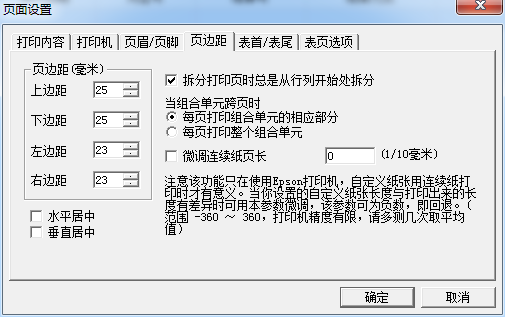 页面设置
打印内容 打印机 页眉/页脚 页边距 表首/表尾 表页选项
页边距(毫米)
上边距 25
下边距 25
左边距 23
右边距 23
水平居中
垂直居中
拆分打印页时总是从行列开始处拆分
当组合单元跨页时
每页打印组合单元的相应部分
每页打印整个组合单元
微调连续纸页长 0 (1/10毫米)
注意该功能只在使用Epson打印机，自定义纸张用连续纸打印
时才有意义。当你设置的自定义纸张长度与打印出来的长
度有差异时可用本参数微调，该参数可为负数，即回退。(
范围 -360 ～ 360，打印机精度有限，请多测几次取平均
值)
确定 取消